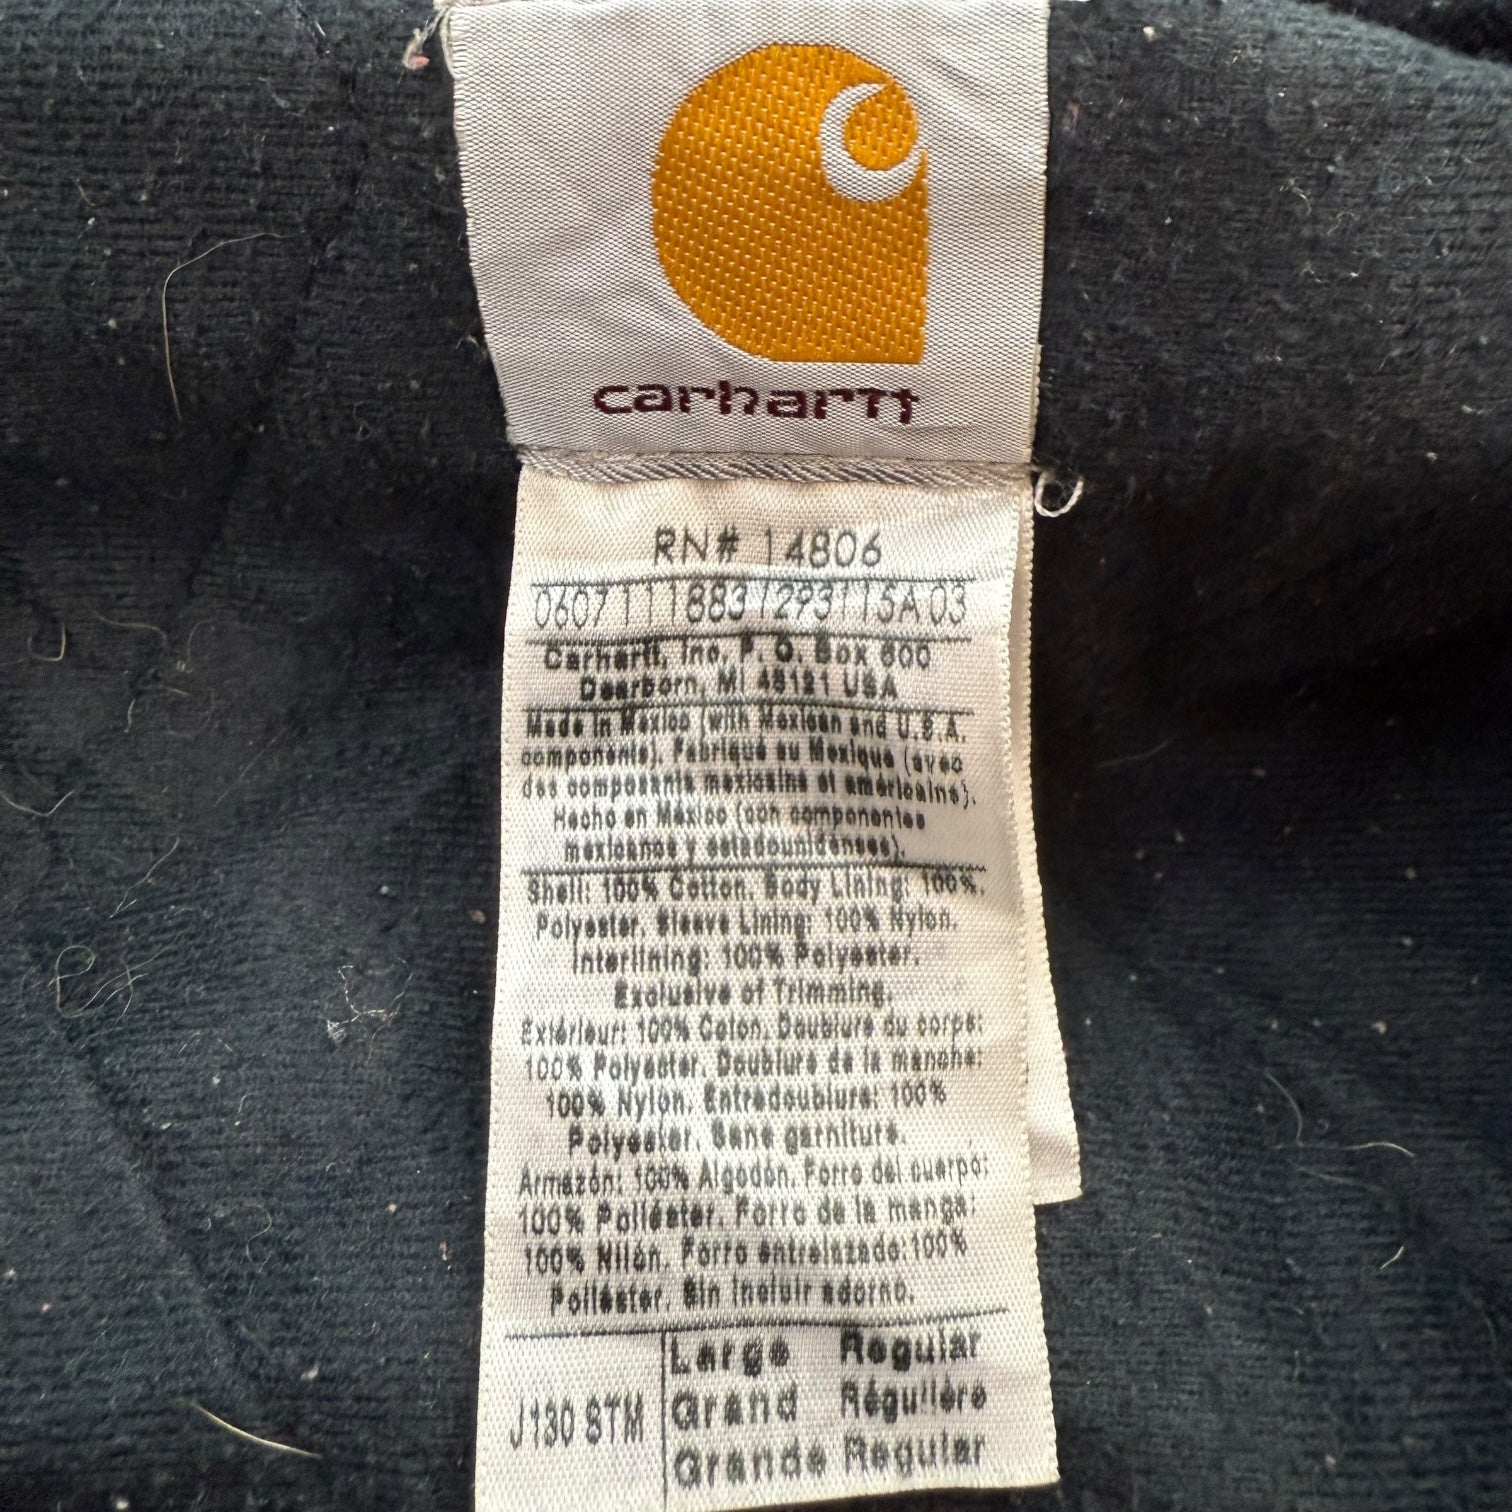 carhartt
RN# 14806
0607 111883 1293 15A 03
Carhartt, Inc. P. O. Box 600
Dearborn, MI 48121 USA
Made in Mexico (with Mexican and U.S.A.
components). Fabriqué au Mexique (avec
des composants mexicains et américains).
Hecho en México (con componentes
mexicanos y estadounidenses).
Shell: 100% Cotton. Body Lining: 100%
Polyester. Sleeve Lining: 100% Nylon.
Interlining: 100% Polyester.
Exclusive of Trimming.
Extérieur: 100% Coton. Doublure du corps:
100% Polyester. Doublure de la manche:
100% Nylon. Entredoublure: 100%
Polyester. Sans garniture.
Armazón: 100% Algodón. Forro del cuerpo:
100% Poliéster. Forro de la manga:
100% Nilón. Forro entrelazado:100%
Poliéster. Sin incluir adorno.
J130 STM
Large Regular
Grand Régulière
Grande Regular